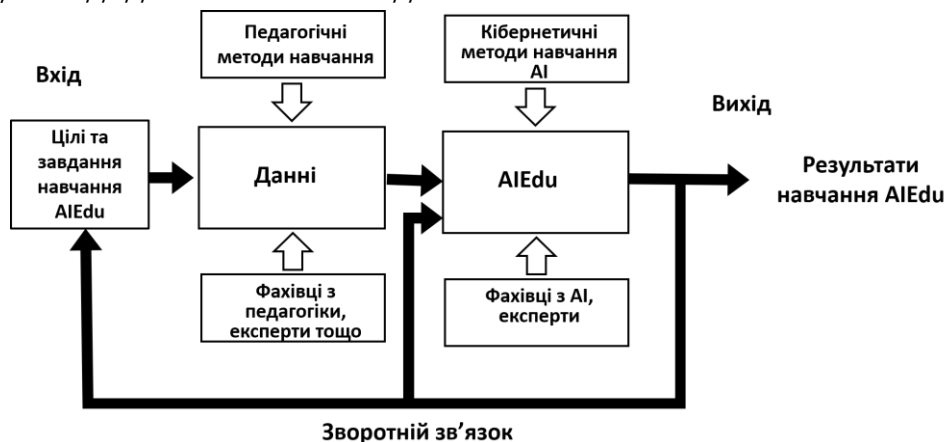 Педагогічні
методи навчання
Кібернетичні
методи навчання
AI
Вхід
Вихід
Цілі та
завдання
навчання
AIEdu
Данні
AIEdu
Результати
навчання AIEdu
Фахівці з
педагогіки,
експерти тощо
Фахівці з AI,
експерти
Зворотній зв’язок